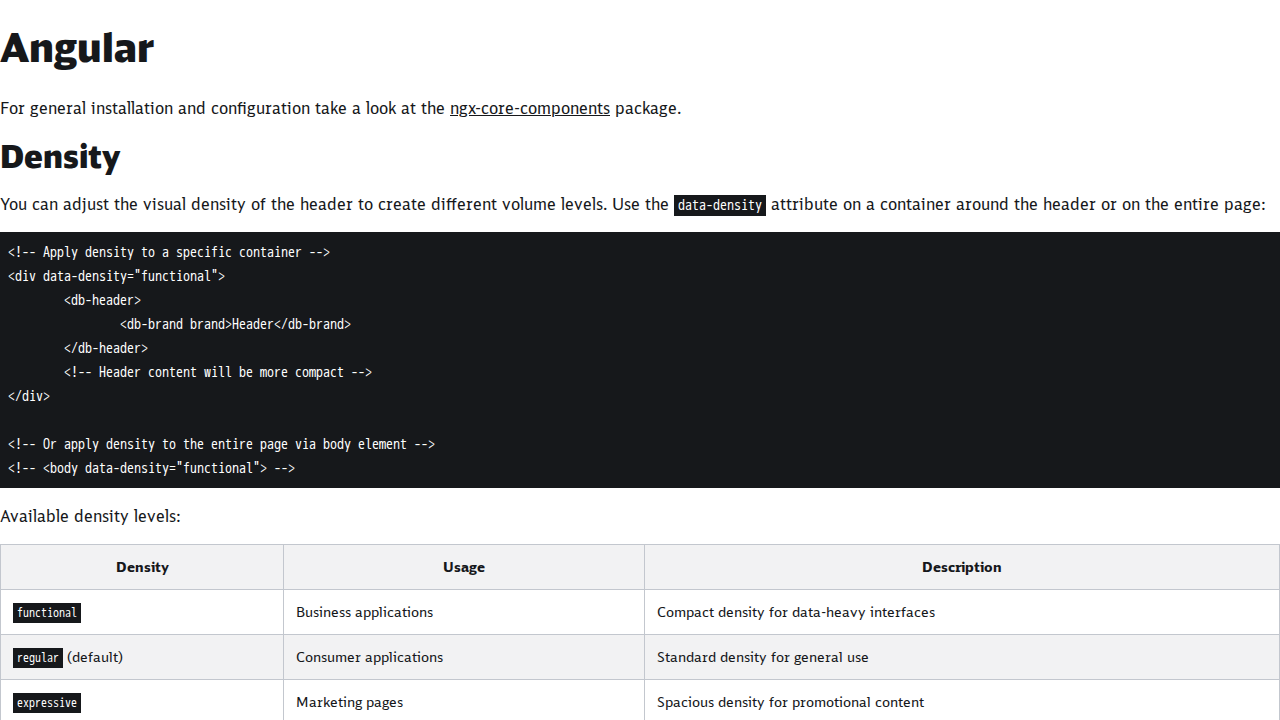 Angular
For general installation and configuration take a look at the ngx-core-components package.
Density
You can adjust the visual density of the header to create different volume levels. Use the data-density attribute on a container around the header or on the entire page:
<!-- Apply density to a specific container -->
<div data-density="functional">
	<db-header>
		<db-brand brand>Header</db-brand>
	</db-header>
	<!-- Header content will be more compact -->
</div>

<!-- Or apply density to the entire page via body element -->
<!-- <body data-density="functional"> -->
Available density levels:
Density Usage Description
functional Business applications Compact density for data-heavy interfaces
regular (default) Consumer applications Standard density for general use
expressive Marketing pages Spacious density for promotional content